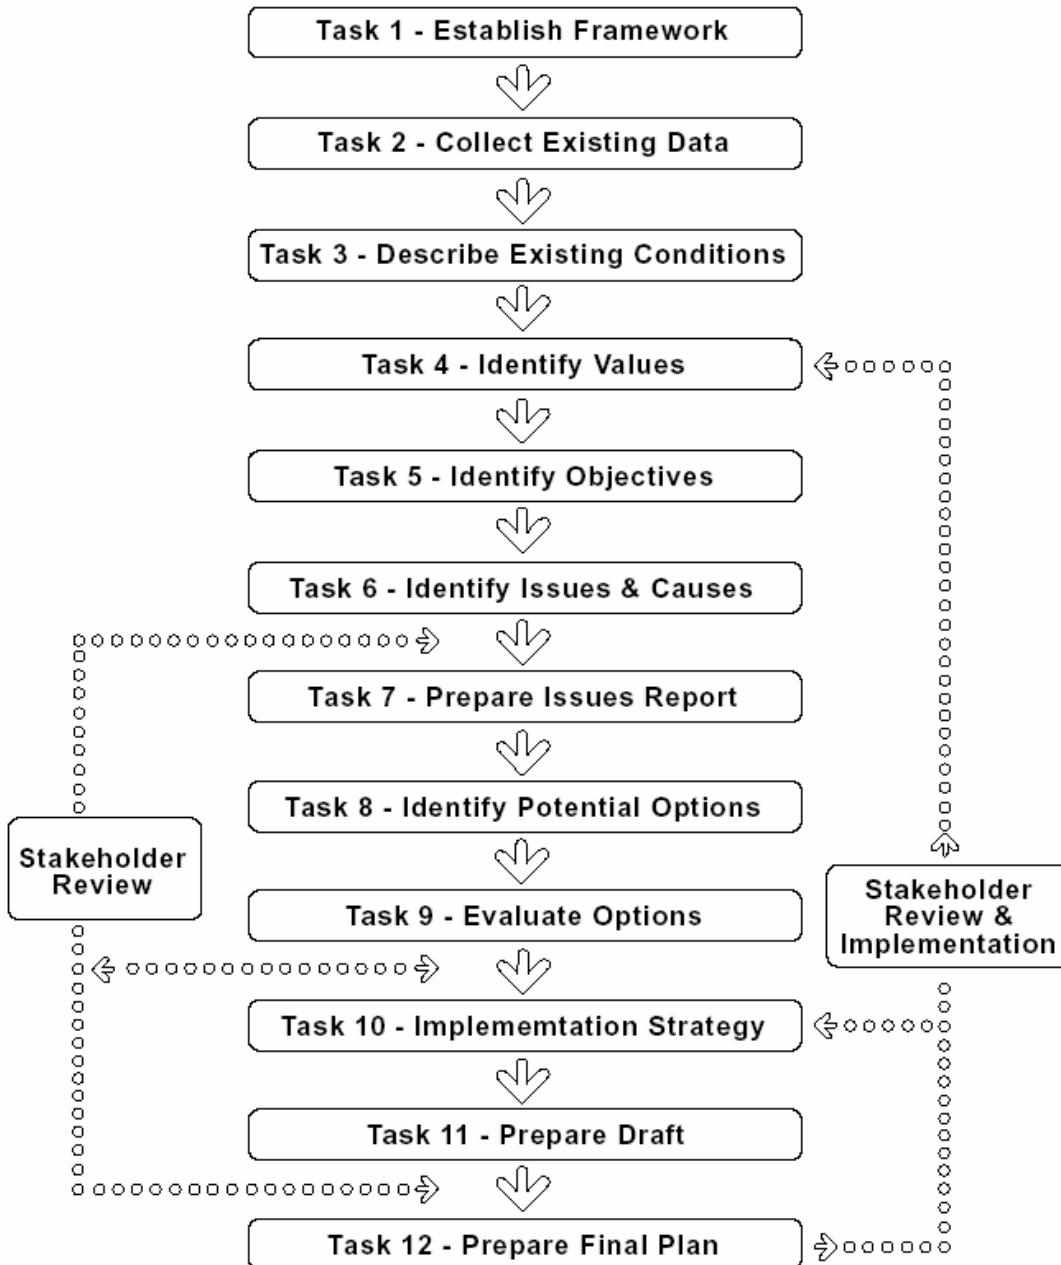 Task 1 - Establish Framework
Task 2 - Collect Existing Data
Task 3 - Describe Existing Conditions
Task 4 - Identify Values
Task 5 - Identify Objectives
Task 6 - Identify Issues & Causes
Task 7 - Prepare Issues Report
Task 8 - Identify Potential Options
Stakeholder
Review
Task 9 - Evaluate Options
Stakeholder
Review &
Implementation
Task 10 - Implememtation Strategy
Task 11 - Prepare Draft
Task 12 - Prepare Final Plan